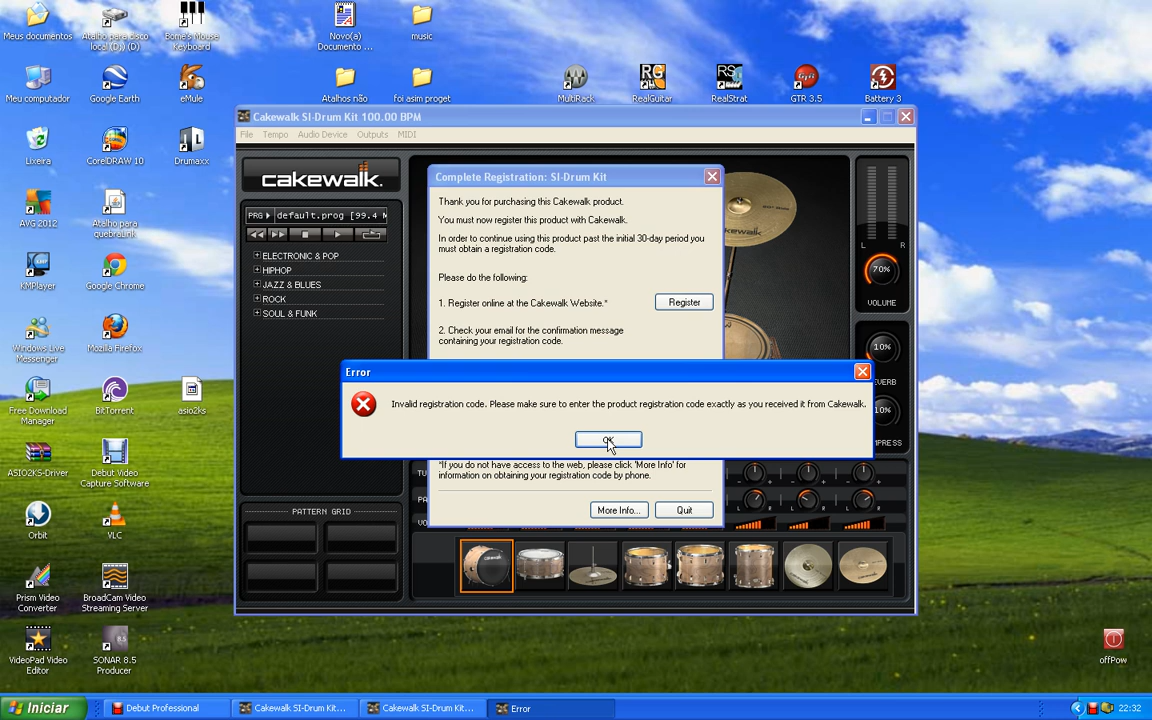 Meus documentos
Atalho para disco
local (D;) (D)
Bome's Mouse
Keyboard
Novo(a)
Documento ...
music
Meu computador
Google Earth
eMule
Atalhos não
foi asim proget
MultiRack
RealGuitar
RealStrat
GTR 3.5
Battery 3
Lixeira
CorelDRAW 10
Drumaxx
AVG 2012
Atalho para
quebraLink
KMPlayer
Google Chrome
Windows Live
Messenger
Mozilla Firefox
Free Download
Manager
BitTorrent
asio2ks
ASIO2KS-Driver
Debut Video
Capture Software
Orbit
VLC
Prism Video
Converter
BroadCam Video
Streaming Server
VideoPad Video
Editor
SONAR 8.5
Producer
offPow
Cakewalk SI-Drum Kit 100.00 BPM
File Tempo Audio Device Outputs MIDI
cakewalk.
PRG default.prog [99.4 M
ELECTRONIC & POP
HIPHOP
JAZZ & BLUES
ROCK
SOUL & FUNK
PATTERN GRID
L R
70%
VOLUME
10%
EVERB
10%
PRESS
Complete Registration: SI-Drum Kit
Thank you for purchasing this Cakewalk product.
You must now register this product with Cakewalk.
In order to continue using this product past the initial 30-day period you
must obtain a registration code.
Please do the following:
1. Register online at the Cakewalk Website.*
Register
2. Check your email for the confirmation message
containing your registration code.
Error
Invalid registration code. Please make sure to enter the product registration code exactly as you received it from Cakewalk.
OK
*If you do not have access to the web, please click 'More Info' for
information on obtaining your registration code by phone.
More Info...
Quit
TU
PA
VO
Iniciar
Debut Professional
Cakewalk SI-Drum Kit...
Cakewalk SI-Drum Kit...
Error
22:32